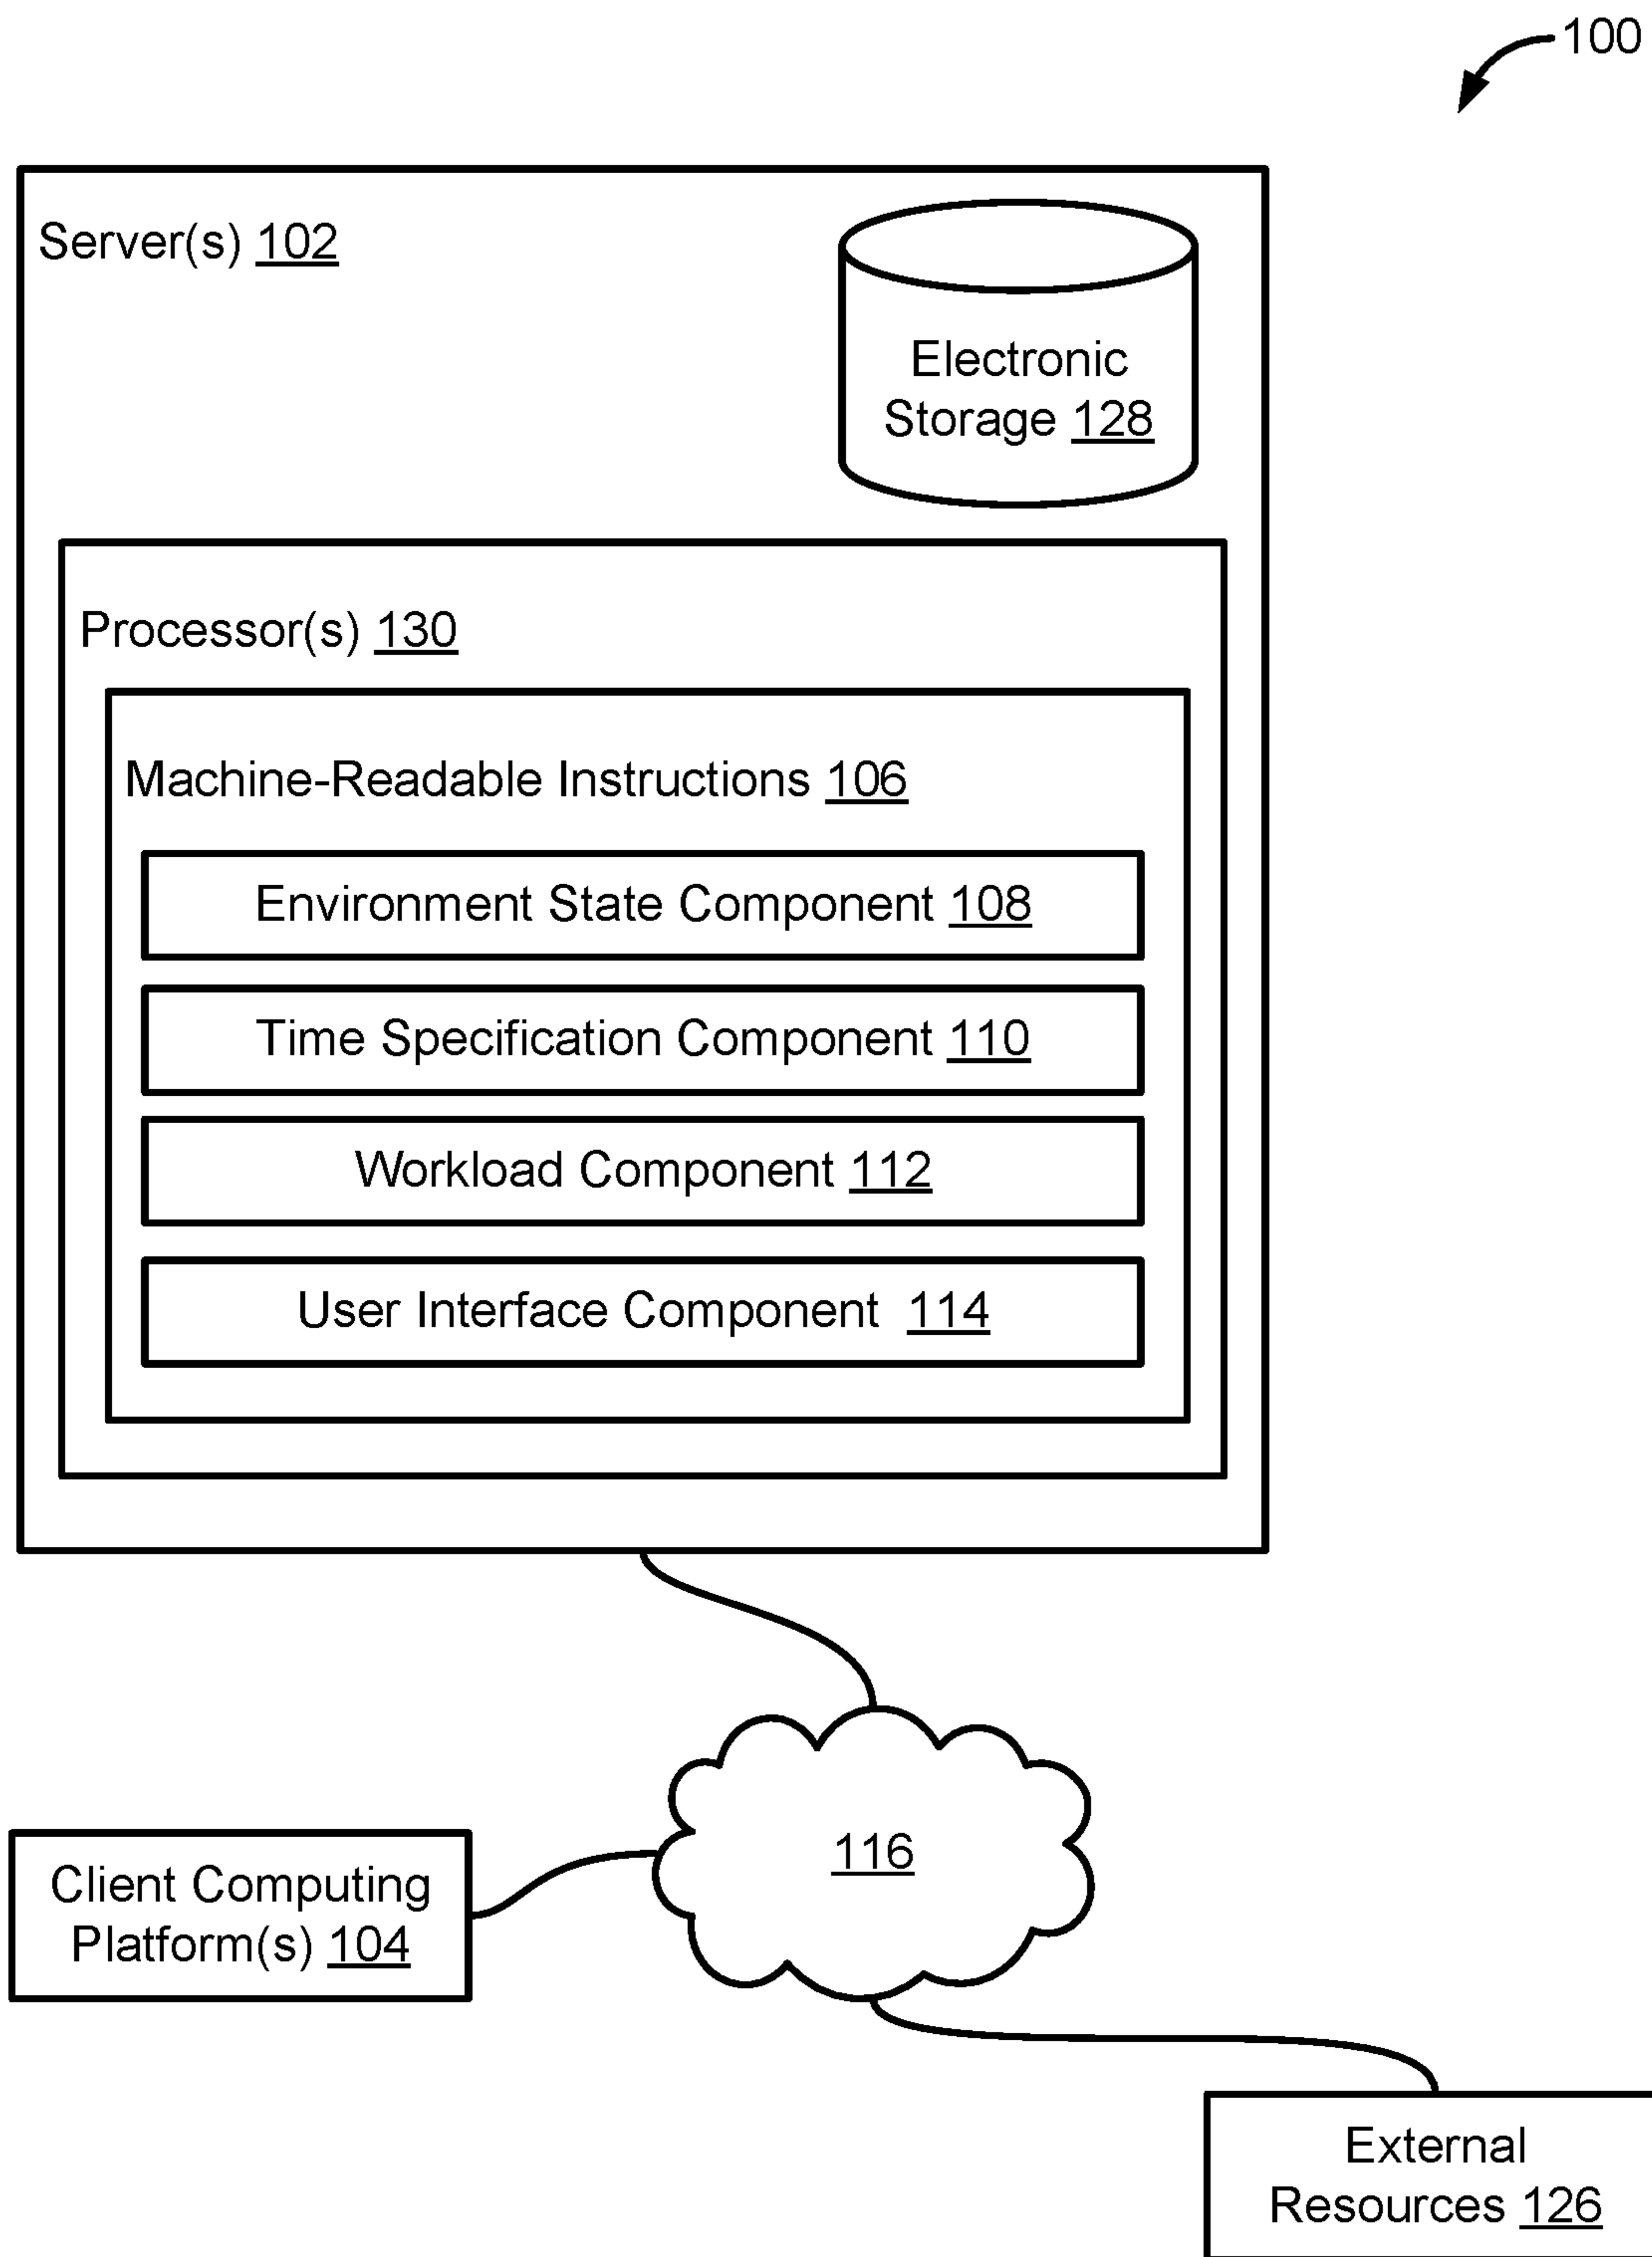 100
Server(s) 102
Electronic
Storage 128
Processor(s) 130
Machine-Readable Instructions 106
Environment State Component 108
Time Specification Component 110
Workload Component 112
User Interface Component 114
116
Client Computing
Platform(s) 104
External
Resources 126